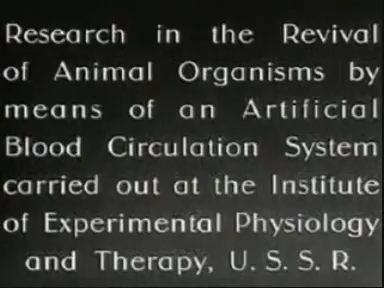 Research in the Revival
of Animal Organisms by
means of an Artificial
Blood Circulation System
carried out at the Institute
of Experimental Physiology
and Therapy, U. S. S. R.